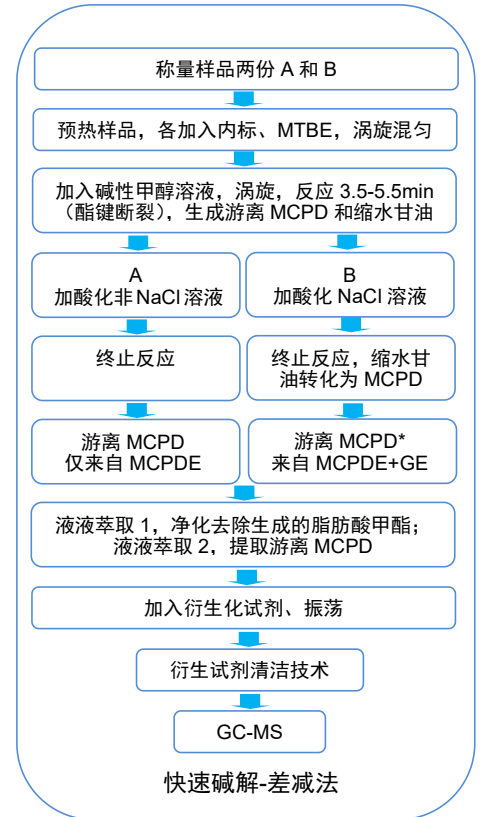 称量样品两份 A 和 B
预热样品，各加入内标、MTBE，涡旋混匀
加入碱性甲醇溶液，涡旋，反应 3.5-5.5min
（酯键断裂），生成游离 MCPD 和缩水甘油
A
加酸化非NaCl溶液
B
加酸化 NaCl 溶液
终止反应
终止反应，缩水甘
油转化为 MCPD
游离 MCPD
仅来自 MCPDE
游离 MCPD*
来自 MCPDE+GE
液液萃取 1，净化去除生成的脂肪酸甲酯；
液液萃取 2，提取游离 MCPD
加入衍生化试剂、振荡
衍生试剂清洁技术
GC-MS
快速碱解-差减法